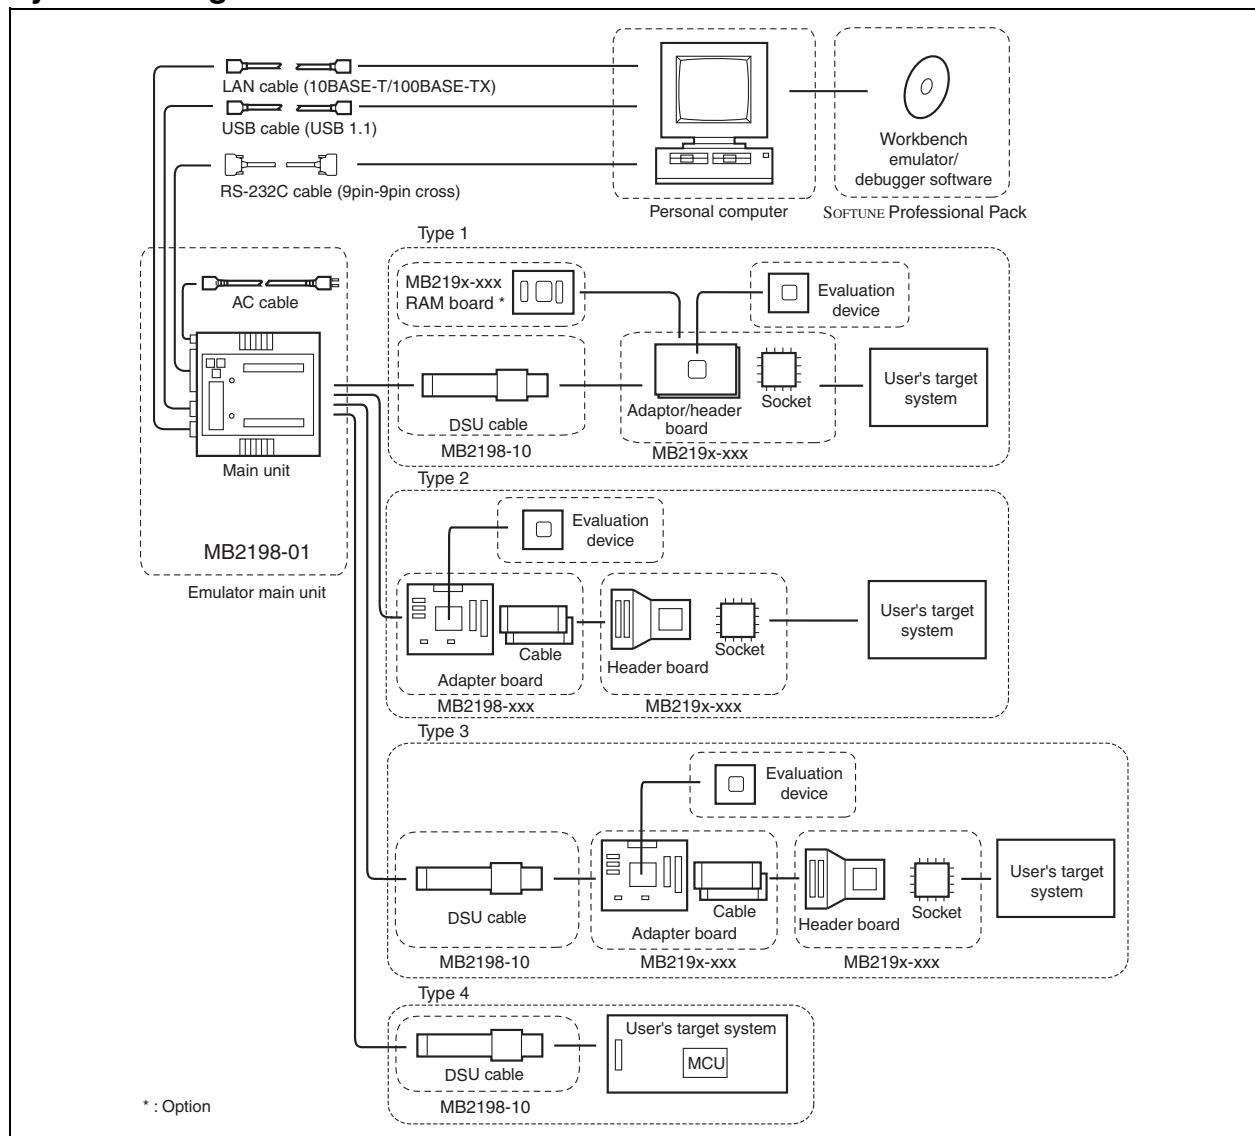 LAN cable (10BASE-T/100BASE-TX)
USB cable (USB 1.1)
RS-232C cable (9pin-9pin cross)
Personal computer
Workbench
emulator/
debugger software
SOFTUNE Professional Pack
AC cable
Main unit
MB2198-01
Emulator main unit
Type 1
MB219x-xxx
RAM board *
Evaluation
device
DSU cable
MB2198-10
Adaptor/header
board
Socket
MB219x-xxx
User's target
system
Type 2
Evaluation
device
Cable
Adapter board
MB2198-xxx
Header board
Socket
MB219x-xxx
User's target
system
Type 3
Evaluation
device
DSU cable
MB2198-10
Cable
Adapter board
MB219x-xxx
Header board
Socket
MB219x-xxx
User's target
system
Type 4
DSU cable
MB2198-10
User's target system
MCU
* : Option